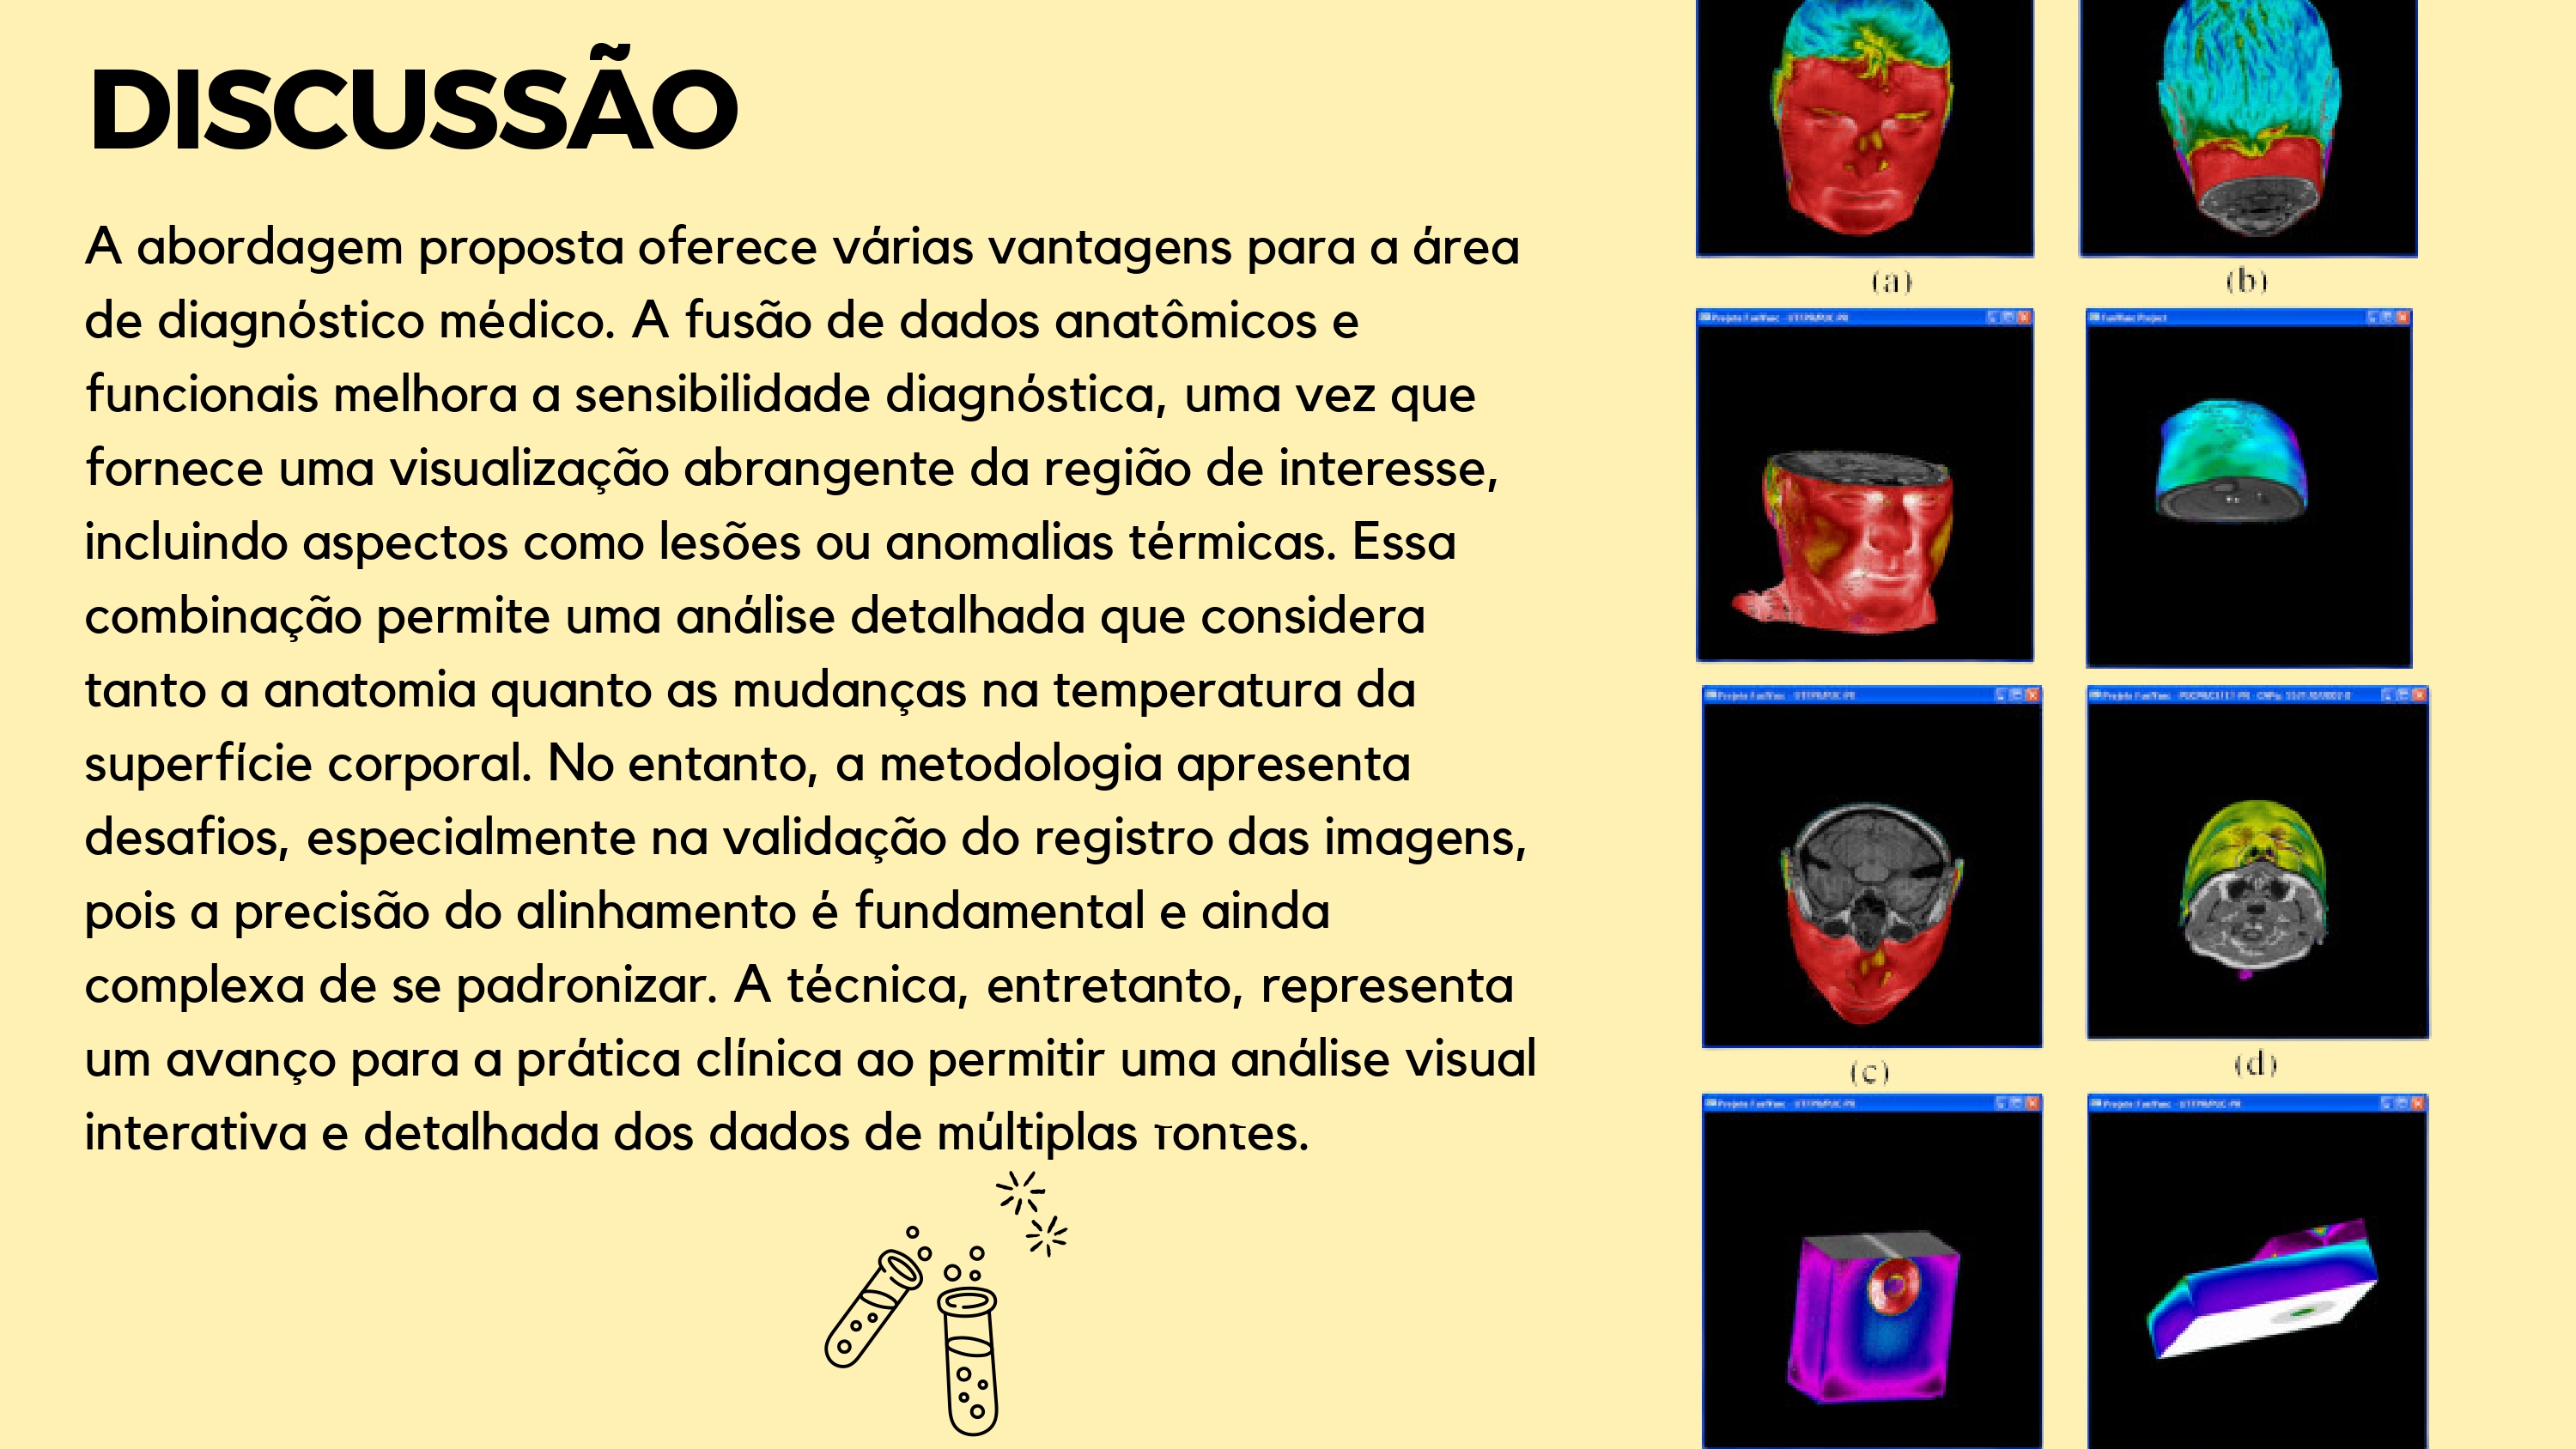 DISCUSSÃO
A abordagem proposta oferece várias vantagens para a área
de diagnóstico médico. A fusão de dados anatômicos e
funcionais melhora a sensibilidade diagnóstica, uma vez que
fornece uma visualização abrangente da região de interesse,
incluindo aspectos como lesões ou anomalias térmicas. Essa
combinação permite uma análise detalhada que considera
tanto a anatomia quanto as mudanças na temperatura da
superfície corporal. No entanto, a metodologia apresenta
desafios, especialmente na validação do registro das imagens,
pois a precisão do alinhamento é fundamental e ainda
complexa de se padronizar. A técnica, entretanto, representa
um avanço para a prática clínica ao permitir uma análise visual
interativa e detalhada dos dados de múltiplas fontes.
(a)
(b)
(c)
(d)